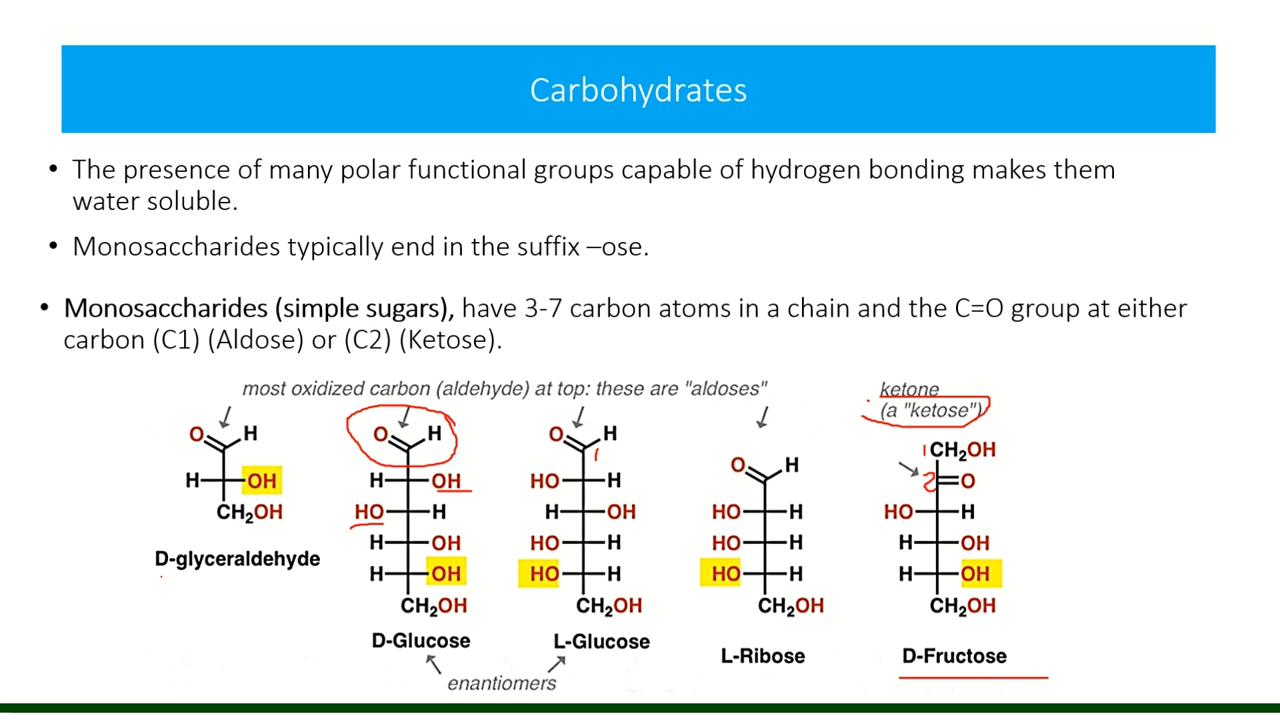 Carbohydrates
• The presence of many polar functional groups capable of hydrogen bonding makes them
water soluble.
• Monosaccharides typically end in the suffix –ose.
• Monosaccharides (simple sugars), have 3-7 carbon atoms in a chain and the C=O group at either
carbon (C1) (Aldose) or (C2) (Ketose).
most oxidized carbon (aldehyde) at top: these are "aldoses"
ketone
(a "ketose")
O H
H OH
CH₂OH
D-glyceraldehyde
O H
H OH
HO H
H OH
H OH
CH₂OH
D-Glucose
O H
1
HO H
H OH
HO H
HO H
CH₂OH
L-Glucose
enantiomers
O H
HO H
HO H
HO H
CH₂OH
L-Ribose
1 CH₂OH
2 =O
HO H
H OH
H OH
CH₂OH
D-Fructose